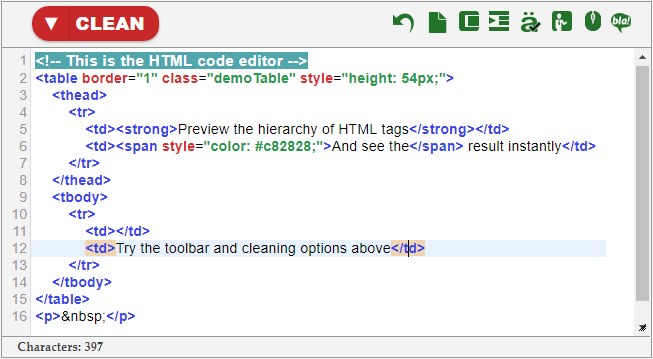 ▼ CLEAN
bla!
1 <!-- This is the HTML code editor -->
2 <table border="1" class="demoTable" style="height: 54px;">
3 <thead>
4 <tr>
5 <td><strong>Preview the hierarchy of HTML tags</strong></td>
6 <td><span style="color: #c82828;">And see the</span> result instantly</td>
7 </tr>
8 </thead>
9 <tbody>
10 <tr>
11 <td></td>
12 <td>Try the toolbar and cleaning options above</td>
13 </tr>
14 </tbody>
15 </table>
16 <p>&nbsp;</p>
Characters: 397